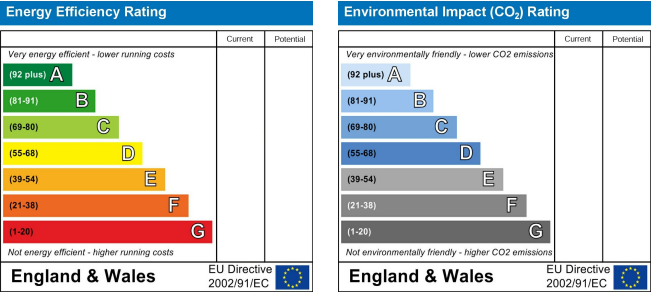 Energy Efficiency Rating
Current Potential
Very energy efficient - lower running costs
(92 plus) A
(81-91) B
(69-80) C
(55-68) D
(39-54) E
(21-38) F
(1-20) G
Not energy efficient - higher running costs
England & Wales
EU Directive
2002/91/EC
Environmental Impact (CO₂) Rating
Current Potential
Very environmentally friendly - lower CO2 emissions
(92 plus) A
(81-91) B
(69-80) C
(55-68) D
(39-54) E
(21-38) F
(1-20) G
Not environmentally friendly - higher CO2 emissions
England & Wales
EU Directive
2002/91/EC